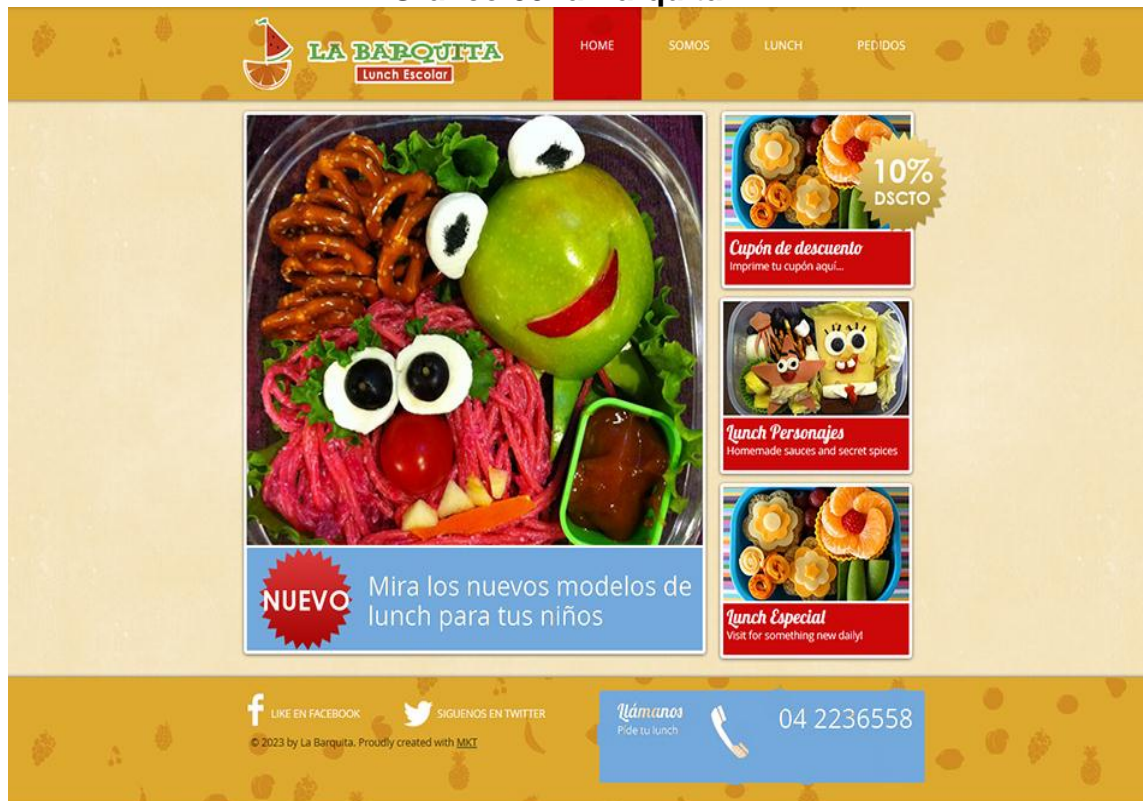 LA BARQUITA
Lunch Escolar
HOME SOMOS LUNCH PEDIDOS
10%
DSCTO
Cupón de descuento
Imprime tu cupón aquí...
Lunch Personajes
Homemade sauces and secret spices
Lunch Especial
Visit for something new daily!
NUEVO
Mira los nuevos modelos de
lunch para tus niños
LIKE EN FACEBOOK
SIGUENOS EN TWITTER
© 2023 by La Barquita. Proudly created with MKT
Llámanos
Pide tu lunch
04 2236558